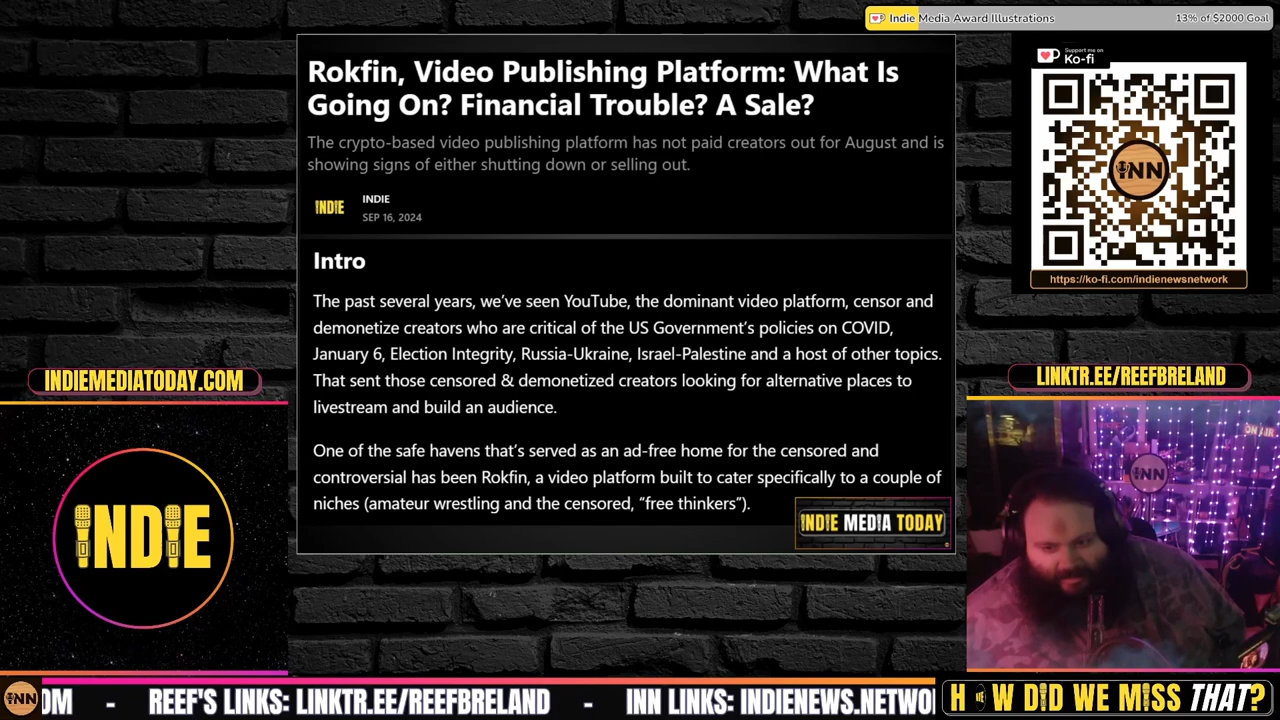 Indie Media Award Illustrations
13% of $2000 Goal
Rokfin, Video Publishing Platform: What Is
Going On? Financial Trouble? A Sale?
The crypto-based video publishing platform has not paid creators out for August and is
showing signs of either shutting down or selling out.
INDIE
INDIE
SEP 16, 2024
Intro
The past several years, we've seen YouTube, the dominant video platform, censor and
demonetize creators who are critical of the US Government's policies on COVID,
January 6, Election Integrity, Russia-Ukraine, Israel-Palestine and a host of other topics.
That sent those censored & demonetized creators looking for alternative places to
livestream and build an audience.
One of the safe havens that's served as an ad-free home for the censored and
controversial has been Rokfin, a video platform built to cater specifically to a couple of
niches (amateur wrestling and the censored, "free thinkers").
INDIE MEDIA TODAY
Support me on
Ko-fi
INN
https://ko-fi.com/indienewsnetwork
INDIEMEDIATODAY.COM
INDIE
LINKTR.EE/REEFBRELAND
ON AIR
INN
INN
OM - REEF'S LINKS: LINKTR.EE/REEFBRELAND - INN LINKS: INDIENEWS.NETWO
HOW DID WE MISS THAT?